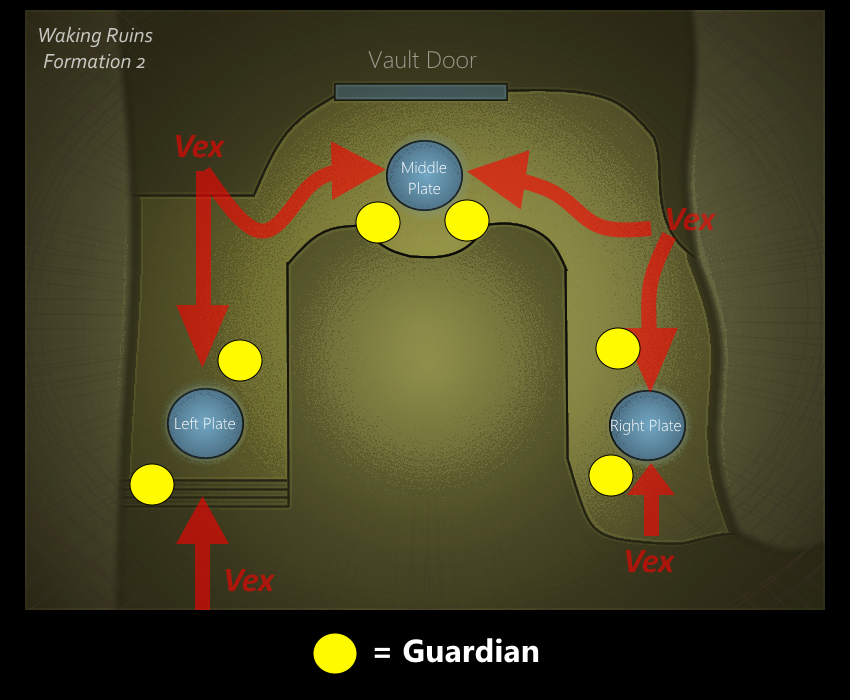 Waking Ruins
Formation 2
Vault Door
Vex
Middle
Plate
Vex
Left Plate
Right Plate
Vex
Vex
= Guardian